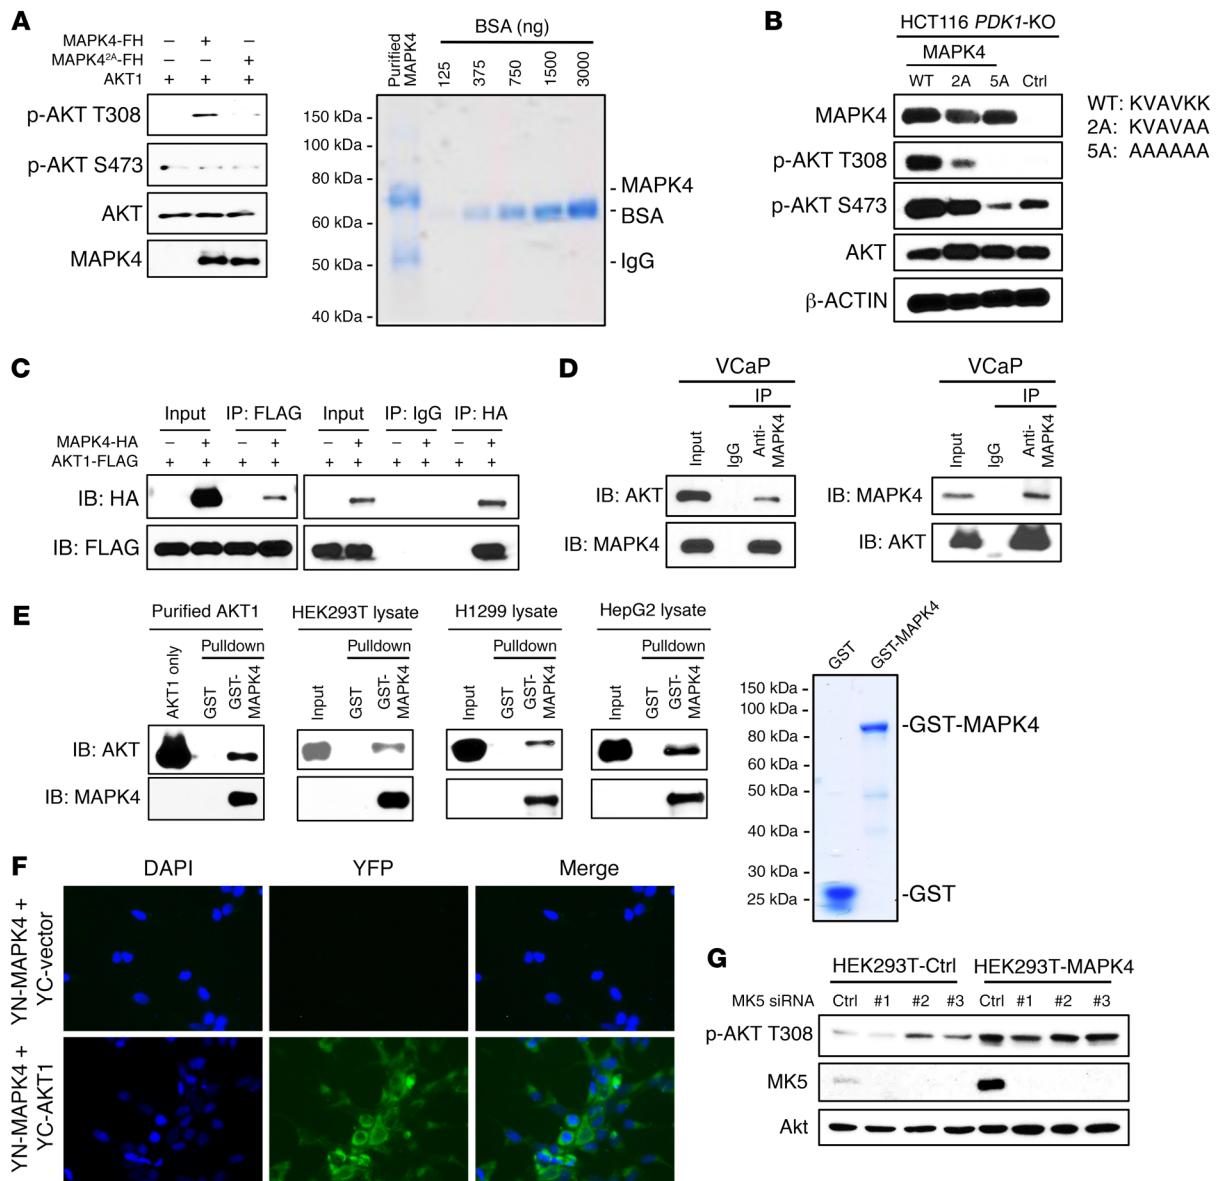 A
MAPK4-FH – + –
MAPK4²ᴬ-FH – – +
AKT1 + + +
p-AKT T308
p-AKT S473
AKT
MAPK4
Purified MAPK4
BSA (ng)
125 375 750 1500 3000
150 kDa -
100 kDa -
80 kDa -
60 kDa -
50 kDa -
40 kDa -
MAPK4
BSA
IgG
B
HCT116 PDK1-KO
MAPK4
WT 2A 5A Ctrl
MAPK4
p-AKT T308
p-AKT S473
AKT
β-ACTIN
WT: KVAVKK
2A: KVAVAA
5A: AAAAAA
C
Input IP: FLAG Input IP: IgG IP: HA
MAPK4-HA – + – + – + – + – +
AKT1-FLAG + + + + + + + + + +
IB: HA
IB: FLAG
D
VCaP
IP
Input IgG Anti-MAPK4
IB: AKT
IB: MAPK4
VCaP
IP
Input IgG Anti-MAPK4
IB: MAPK4
IB: AKT
E
Purified AKT1 HEK293T lysate H1299 lysate HepG2 lysate
Pulldown Pulldown Pulldown Pulldown
AKT1 only GST GST-MAPK4 Input GST GST-MAPK4 Input GST GST-MAPK4 Input GST GST-MAPK4
IB: AKT
IB: MAPK4
GST GST-MAPK4
150 kDa -
100 kDa -
80 kDa -
60 kDa -
50 kDa -
40 kDa -
30 kDa -
25 kDa -
-GST-MAPK4
-GST
F
DAPI YFP Merge
YN-MAPK4 +
YC-vector
YN-MAPK4 +
YC-AKT1
G
HEK293T-Ctrl HEK293T-MAPK4
MK5 siRNA Ctrl #1 #2 #3 Ctrl #1 #2 #3
p-AKT T308
MK5
Akt